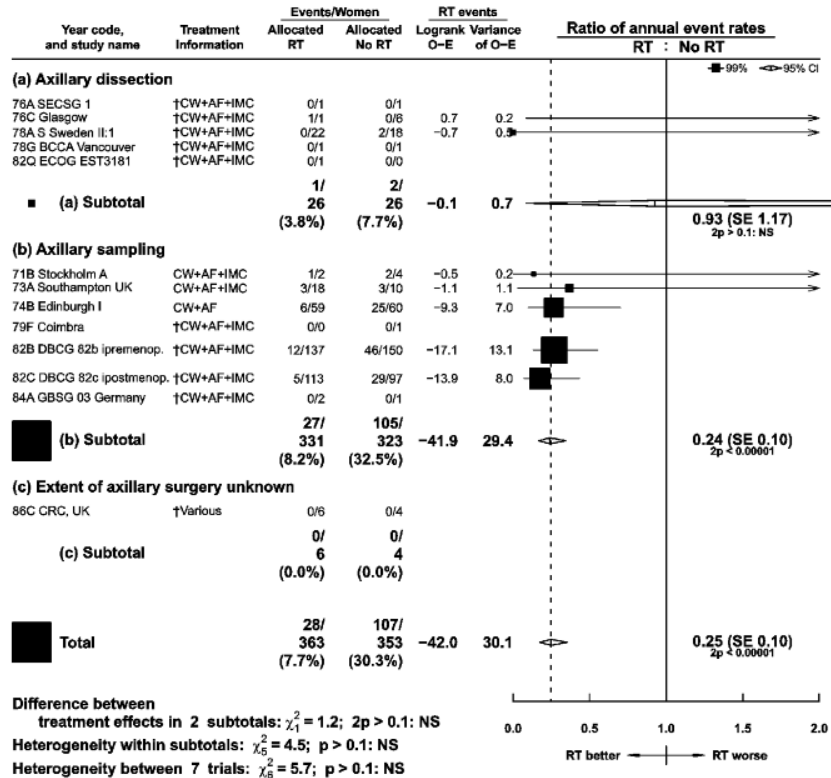 Events/Women RT events
Year code, Treatment Allocated Allocated Logrank Variance Ratio of annual event rates
and study name Information RT No RT O–E of O–E RT : No RT
99% 95% CI
(a) Axillary dissection
76A SECSG 1 †CW+AF+IMC 0/1 0/1
76C Glasgow †CW+AF+IMC 1/1 0/6 0.7 0.2
78A S Sweden II:1 †CW+AF+IMC 0/22 2/18 −0.7 0.5
78G BCCA Vancouver †CW+AF+IMC 0/1 0/1
82Q ECOG EST3181 †CW+AF+IMC 0/1 0/0
1/ 2/
(a) Subtotal 26 26 −0.1 0.7
(3.8%) (7.7%) 0.93 (SE 1.17)
2p > 0.1: NS
(b) Axillary sampling
71B Stockholm A CW+AF+IMC 1/2 2/4 −0.5 0.2
73A Southampton UK CW+AF+IMC 3/18 3/10 −1.1 1.1
74B Edinburgh I CW+AF 6/59 25/60 −9.3 7.0
79F Coimbra †CW+AF+IMC 0/0 0/1
82B DBCG 82b ipremenop. †CW+AF+IMC 12/137 46/150 −17.1 13.1
82C DBCG 82c ipostmenop. †CW+AF+IMC 5/113 29/97 −13.9 8.0
84A GBSG 03 Germany †CW+AF+IMC 0/2 0/1
27/ 105/
(b) Subtotal 331 323 −41.9 29.4 0.24 (SE 0.10)
(8.2%) (32.5%) 2p < 0.00001
(c) Extent of axillary surgery unknown
86C CRC, UK †Various 0/6 0/4
0/ 0/
(c) Subtotal 6 4
(0.0%) (0.0%)
28/ 107/
Total 363 353 −42.0 30.1 0.25 (SE 0.10)
(7.7%) (30.3%) 2p < 0.00001
Difference between
treatment effects in 2 subtotals: χ²₁ = 1.2; 2p > 0.1: NS
Heterogeneity within subtotals: χ²₅ = 4.5; p > 0.1: NS
Heterogeneity between 7 trials: χ²₆ = 5.7; p > 0.1: NS
0.0 0.5 1.0 1.5 2.0
RT better RT worse